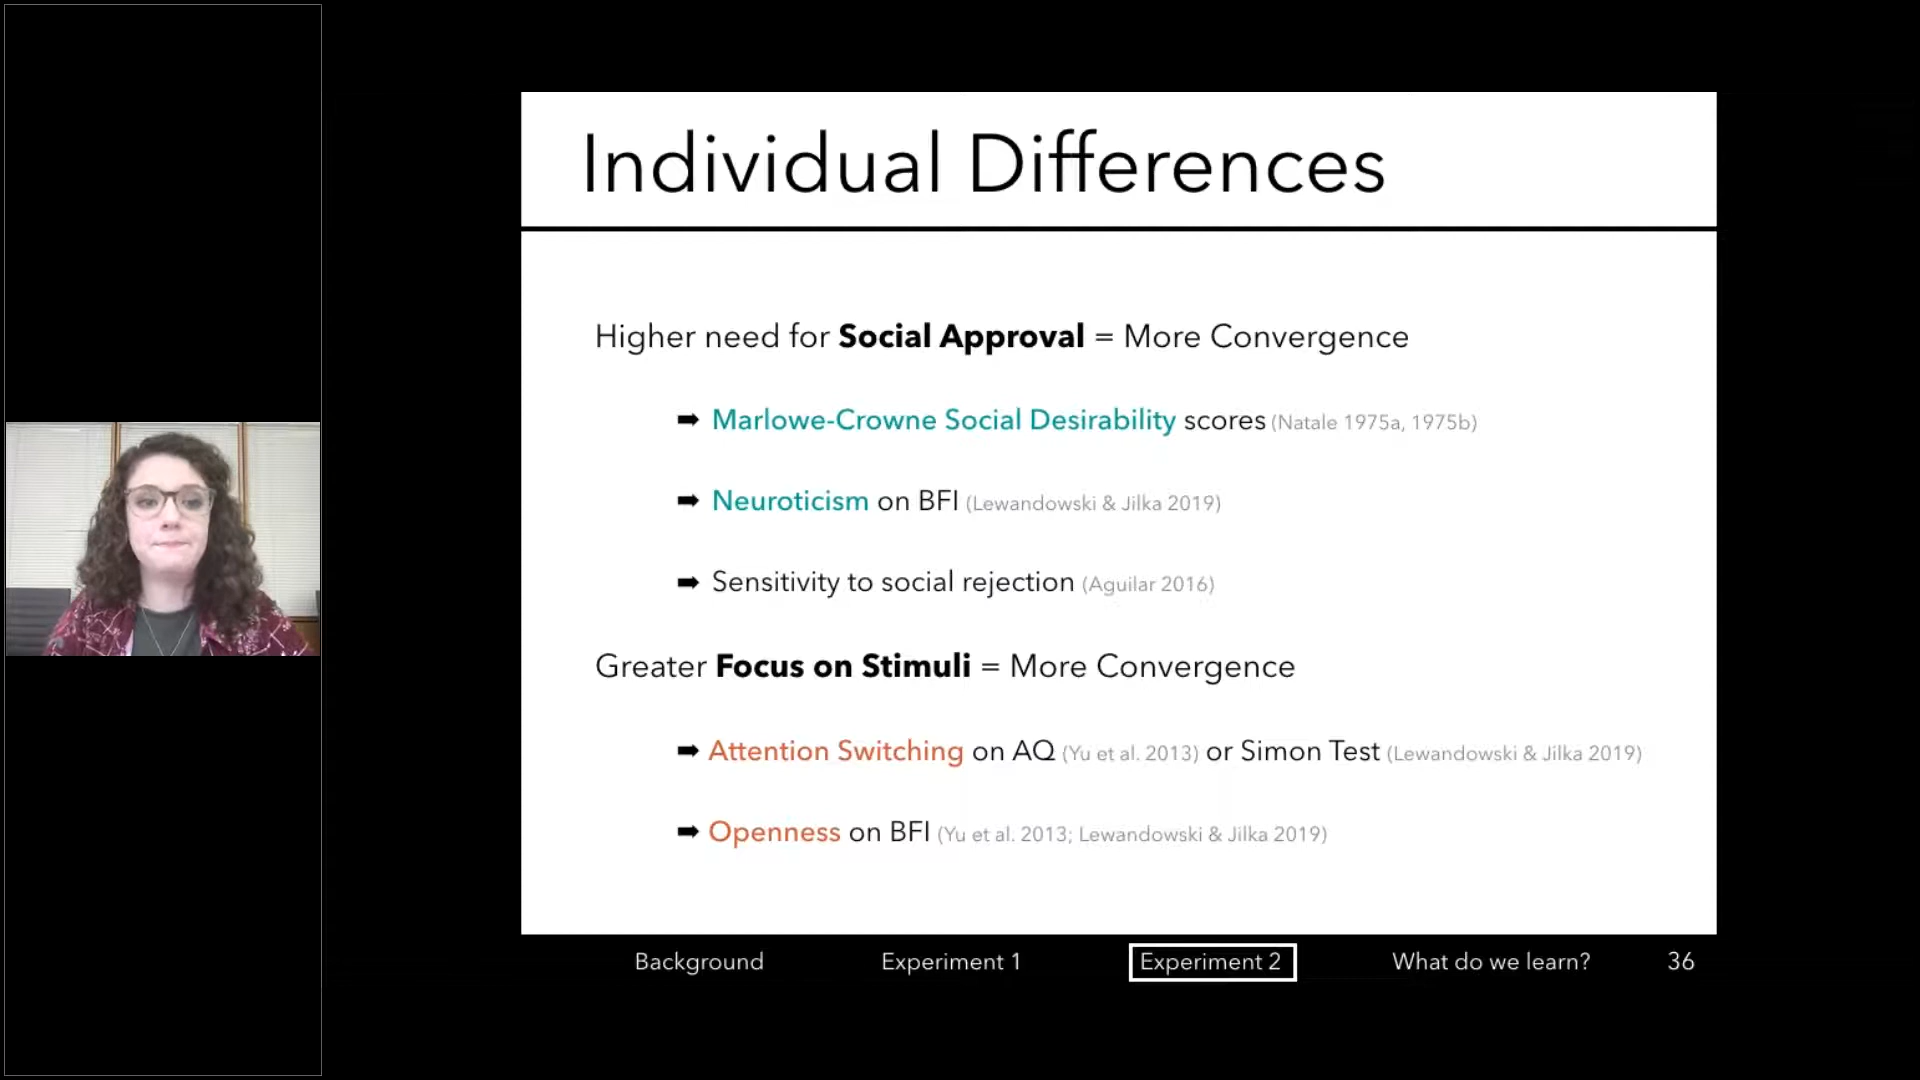 Individual Differences
Higher need for Social Approval = More Convergence
➡ Marlowe-Crowne Social Desirability scores (Natale 1975a, 1975b)
➡ Neuroticism on BFI (Lewandowski & Jilka 2019)
➡ Sensitivity to social rejection (Aguilar 2016)
Greater Focus on Stimuli = More Convergence
➡ Attention Switching on AQ (Yu et al. 2013) or Simon Test (Lewandowski & Jilka 2019)
➡ Openness on BFI (Yu et al. 2013; Lewandowski & Jilka 2019)
Background Experiment 1 Experiment 2 What do we learn? 36